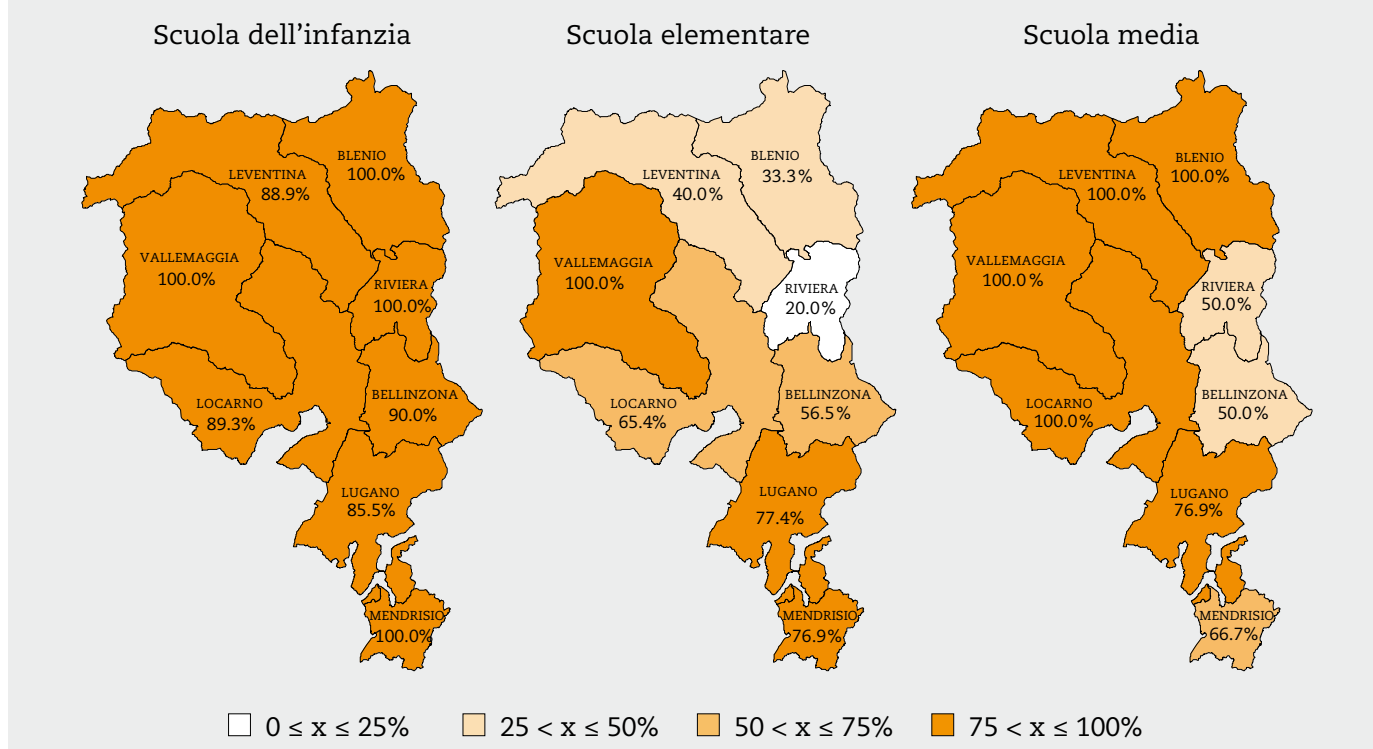 Scuola dell’infanzia
BLENIO
100.0%
LEVENTINA
88.9%
VALLEMAGGIA
100.0%
RIVIERA
100.0%
LOCARNO
89.3%
BELLINZONA
90.0%
LUGANO
85.5%
MENDRISIO
100.0%
Scuola elementare
BLENIO
33.3%
LEVENTINA
40.0%
VALLEMAGGIA
100.0%
RIVIERA
20.0%
LOCARNO
65.4%
BELLINZONA
56.5%
LUGANO
77.4%
MENDRISIO
76.9%
Scuola media
BLENIO
100.0%
LEVENTINA
100.0%
VALLEMAGGIA
100.0%
RIVIERA
50.0%
LOCARNO
100.0%
BELLINZONA
50.0%
LUGANO
76.9%
MENDRISIO
66.7%
0 ≤ x ≤ 25%
25 < x ≤ 50%
50 < x ≤ 75%
75 < x ≤ 100%